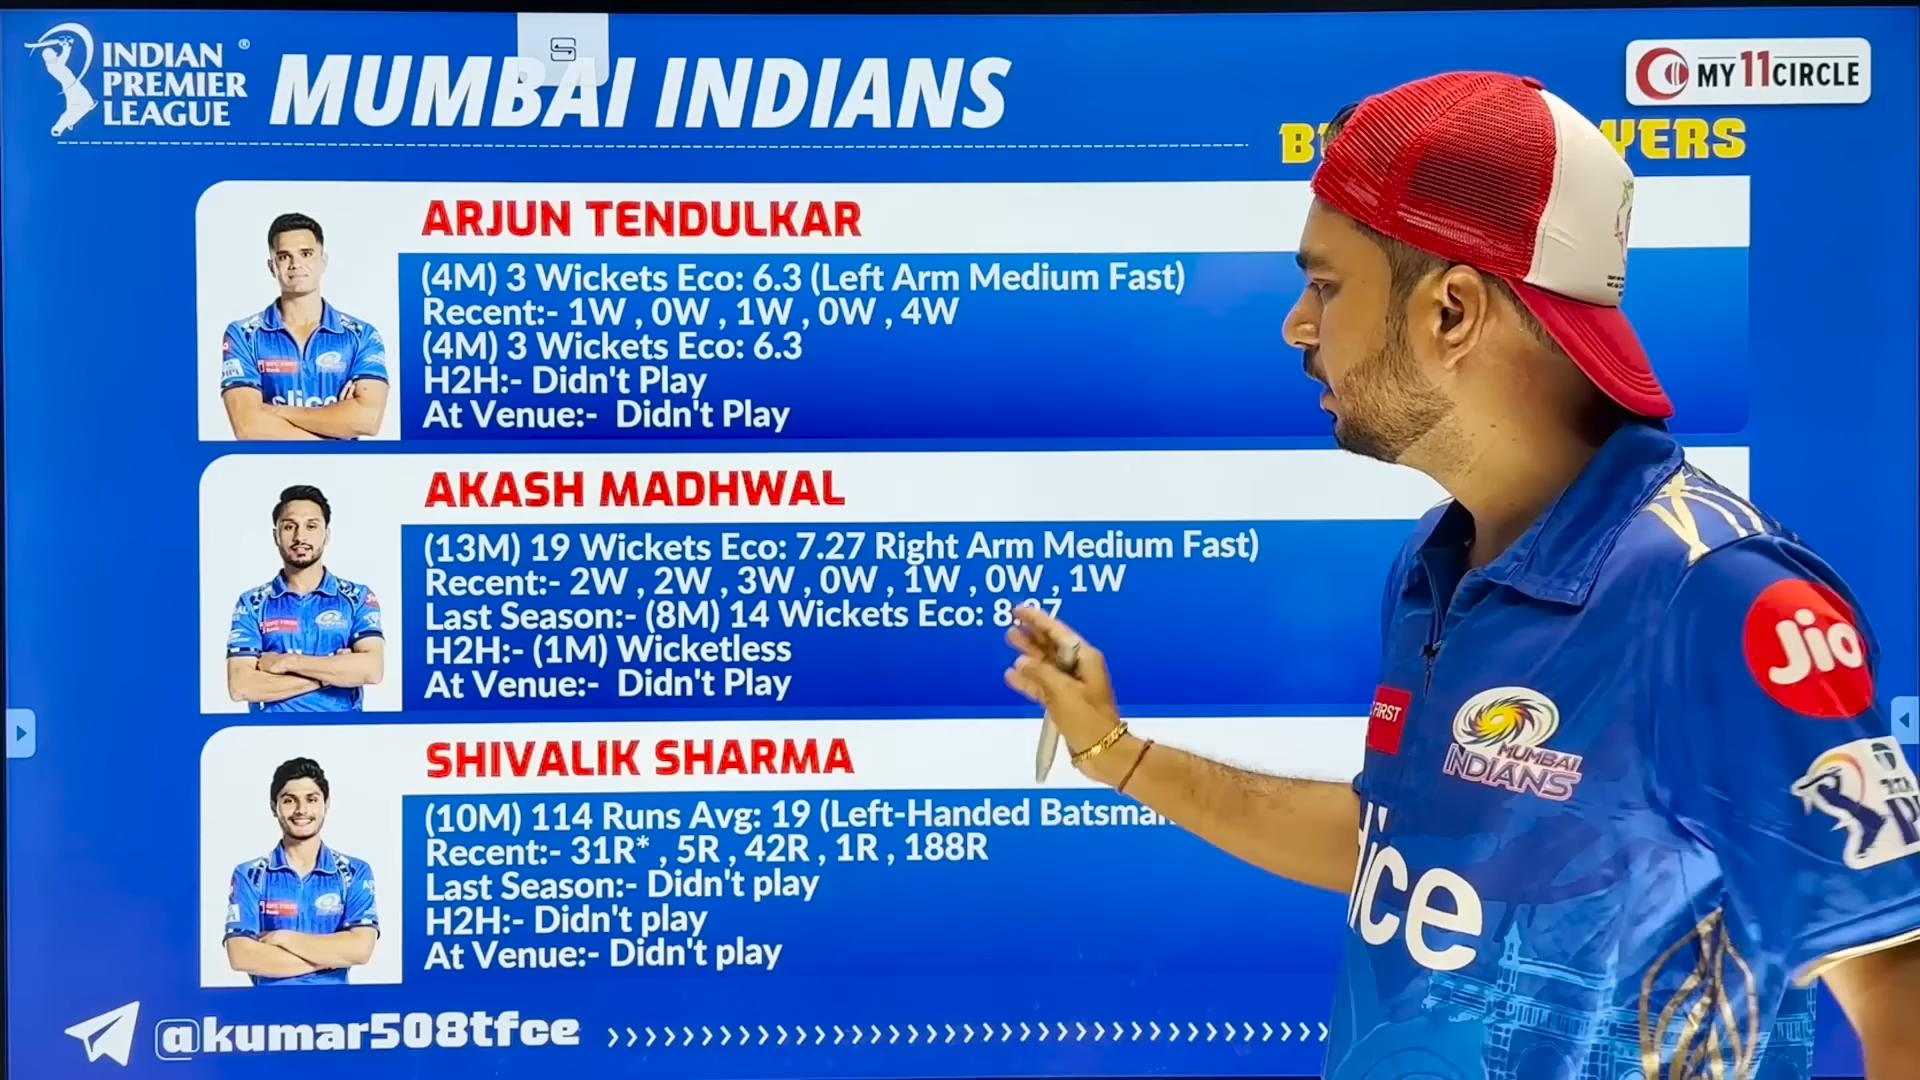 INDIAN
PREMIER
LEAGUE
®
MUMBAI INDIANS
MY11CIRCLE
YERS
ARJUN TENDULKAR
(4M) 3 Wickets Eco: 6.3 (Left Arm Medium Fast)
Recent:- 1W , 0W , 1W , 0W , 4W
(4M) 3 Wickets Eco: 6.3
H2H:- Didn't Play
At Venue:- Didn't Play
AKASH MADHWAL
(13M) 19 Wickets Eco: 7.27 Right Arm Medium Fast)
Recent:- 2W , 2W , 3W , 0W , 1W , 0W , 1W
Last Season:- (8M) 14 Wickets Eco:
H2H:- (1M) Wicketless
At Venue:- Didn't Play
SHIVALIK SHARMA
(10M) 114 Runs Avg: 19 (Left-Handed Batsman
Recent:- 31R* , 5R , 42R , 1R , 188R
Last Season:- Didn't play
H2H:- Didn't play
At Venue:- Didn't play
@kumar508tfce
Jio
FIRST
MUMBAI
INDIANS
lice